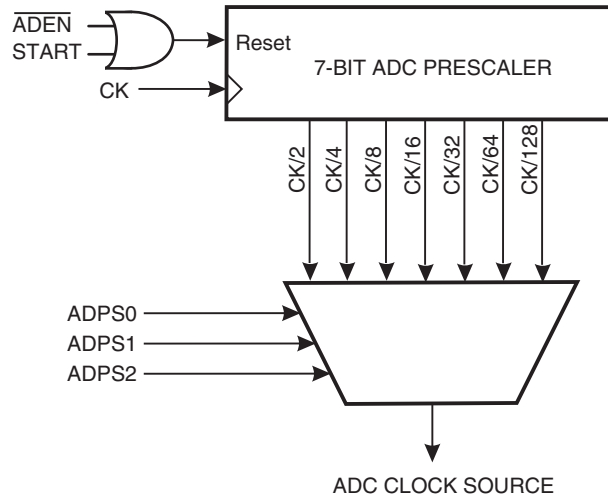 ADEN
START
Reset
7-BIT ADC PRESCALER
CK
CK/2
CK/4
CK/8
CK/16
CK/32
CK/64
CK/128
ADPS0
ADPS1
ADPS2
ADC CLOCK SOURCE